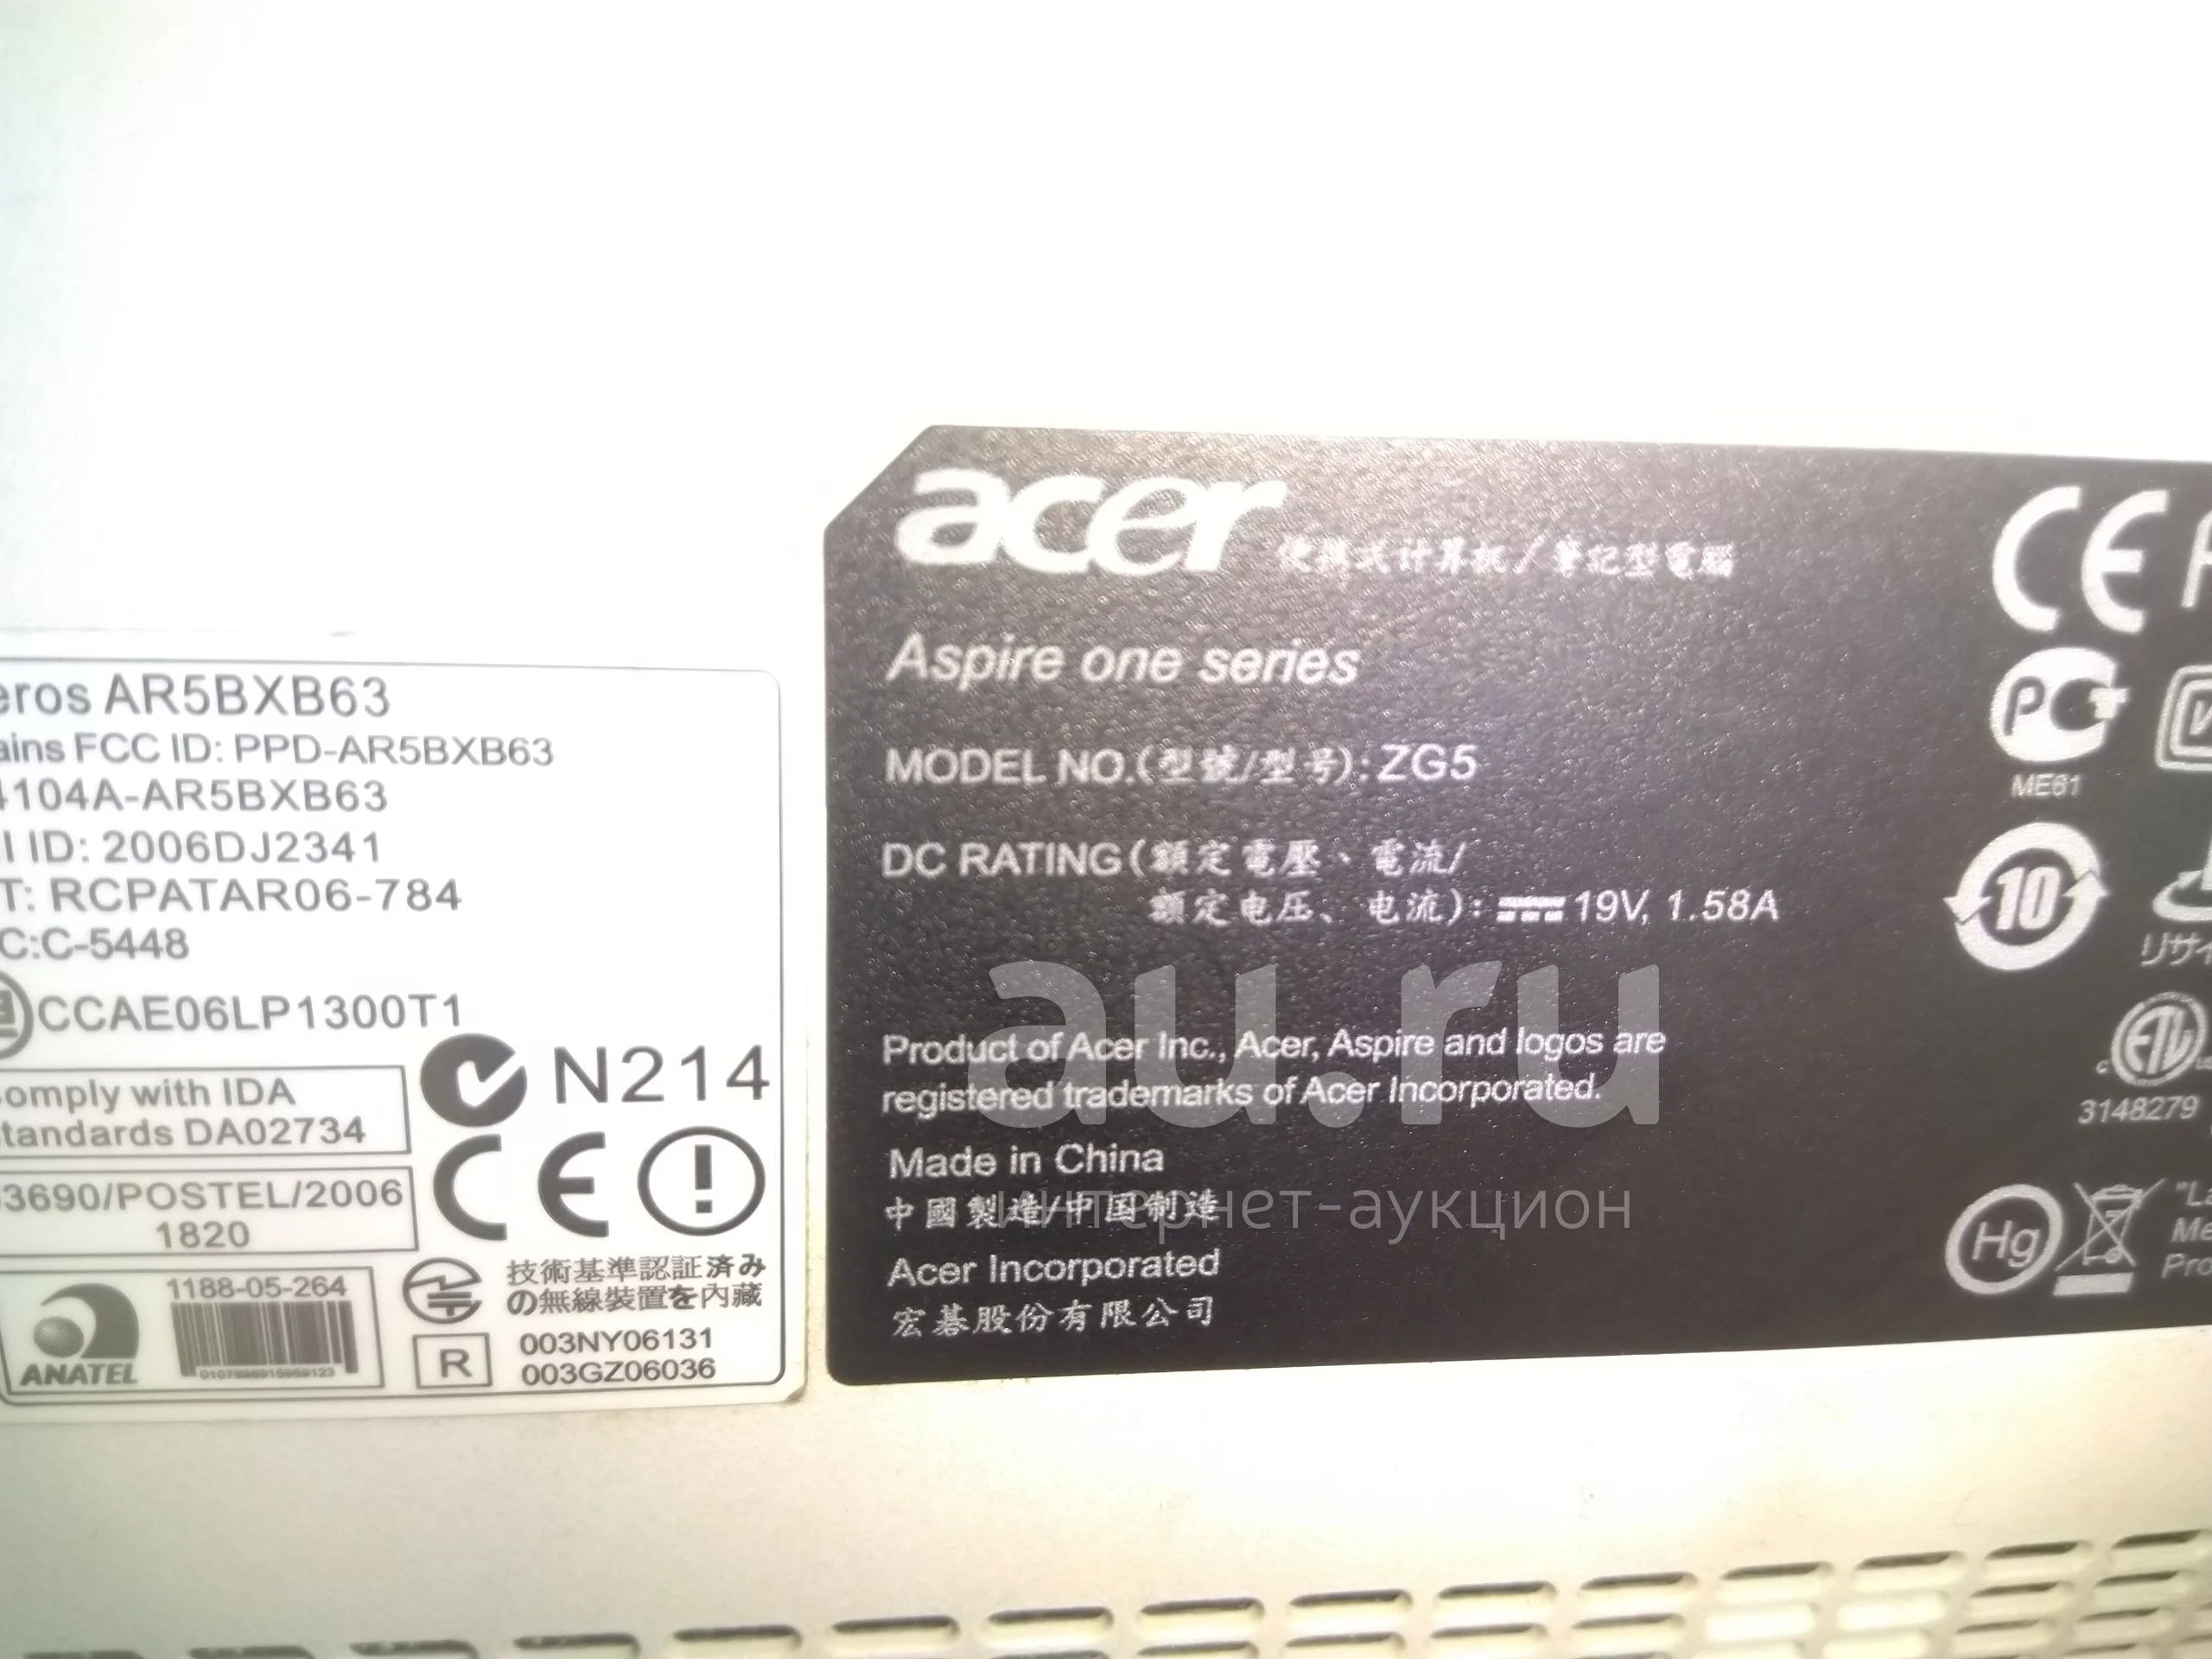 eros AR5BXB63
ains FCC ID: PPD-AR5BXB63
4104A-AR5BXB63
I ID: 2006DJ2341
T: RCPATAR06-784
C:C-5448
CCAE06LP1300T1
omply with IDA
tandards DA02734
N214
CE
3690/POSTEL/2006
1820
1188-05-264
ANATEL
技術基準認証済み
の無線装置を内蔵
R
003NY06131
003GZ06036
acer 便携式计算机/筆記型電腦
Aspire one series
MODEL NO.(型號/型号):ZG5
DC RATING(額定電壓、電流/
額定电压、电流): 19V, 1.58A
Product of Acer Inc., Acer, Aspire and logos are
registered trademarks of Acer Incorporated.
Made in China
中國製造/中国制造
Acer Incorporated
宏碁股份有限公司
CE
PC
ME61
10
リサイ
c
3148279
Hg
Pro
au.ru
интернет-аукцион